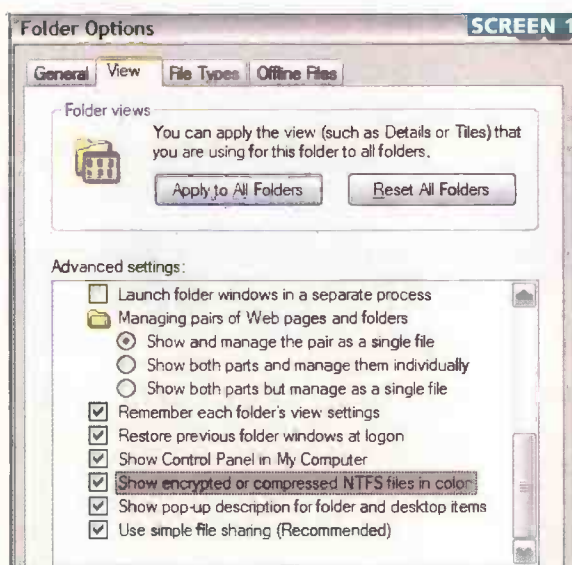 Folder Options
SCREEN 1
General View File Types Offline Files
Folder views
You can apply the view (such as Details or Tiles) that
you are using for this folder to all folders.
Apply to All Folders Reset All Folders
Advanced settings:
Launch folder windows in a separate process
Managing pairs of Web pages and folders
Show and manage the pair as a single file
Show both parts and manage them individually
Show both parts but manage as a single file
Remember each folder's view settings
Restore previous folder windows at logon
Show Control Panel in My Computer
Show encrypted or compressed NTFS files in color
Show pop-up description for folder and desktop items
Use simple file sharing (Recommended)